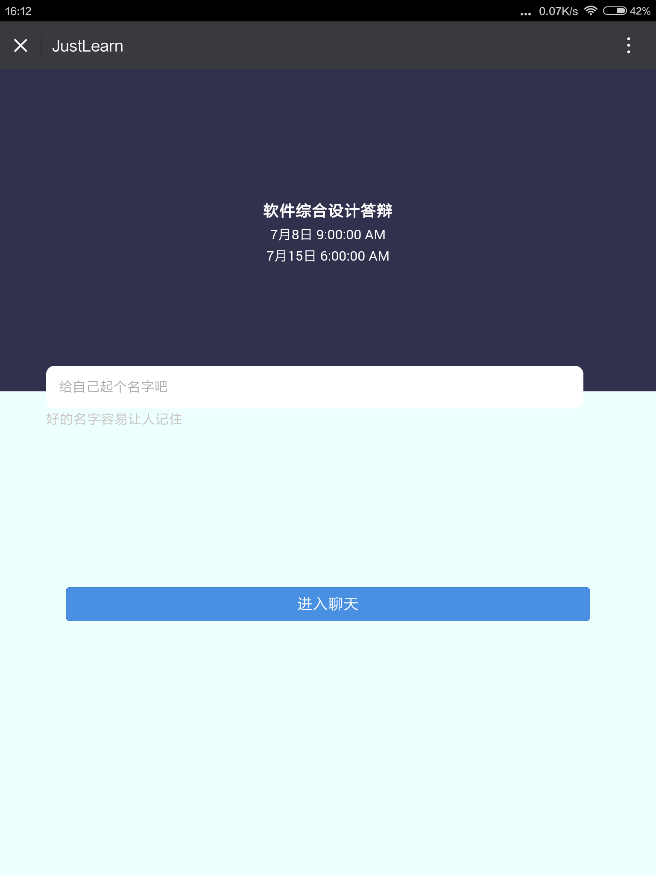 16:12
... 0.07K/s 42%
JustLearn
软件综合设计答辩
7月8日 9:00:00 AM
7月15日 6:00:00 AM
给自己起个名字吧
好的名字容易让人记住
进入聊天